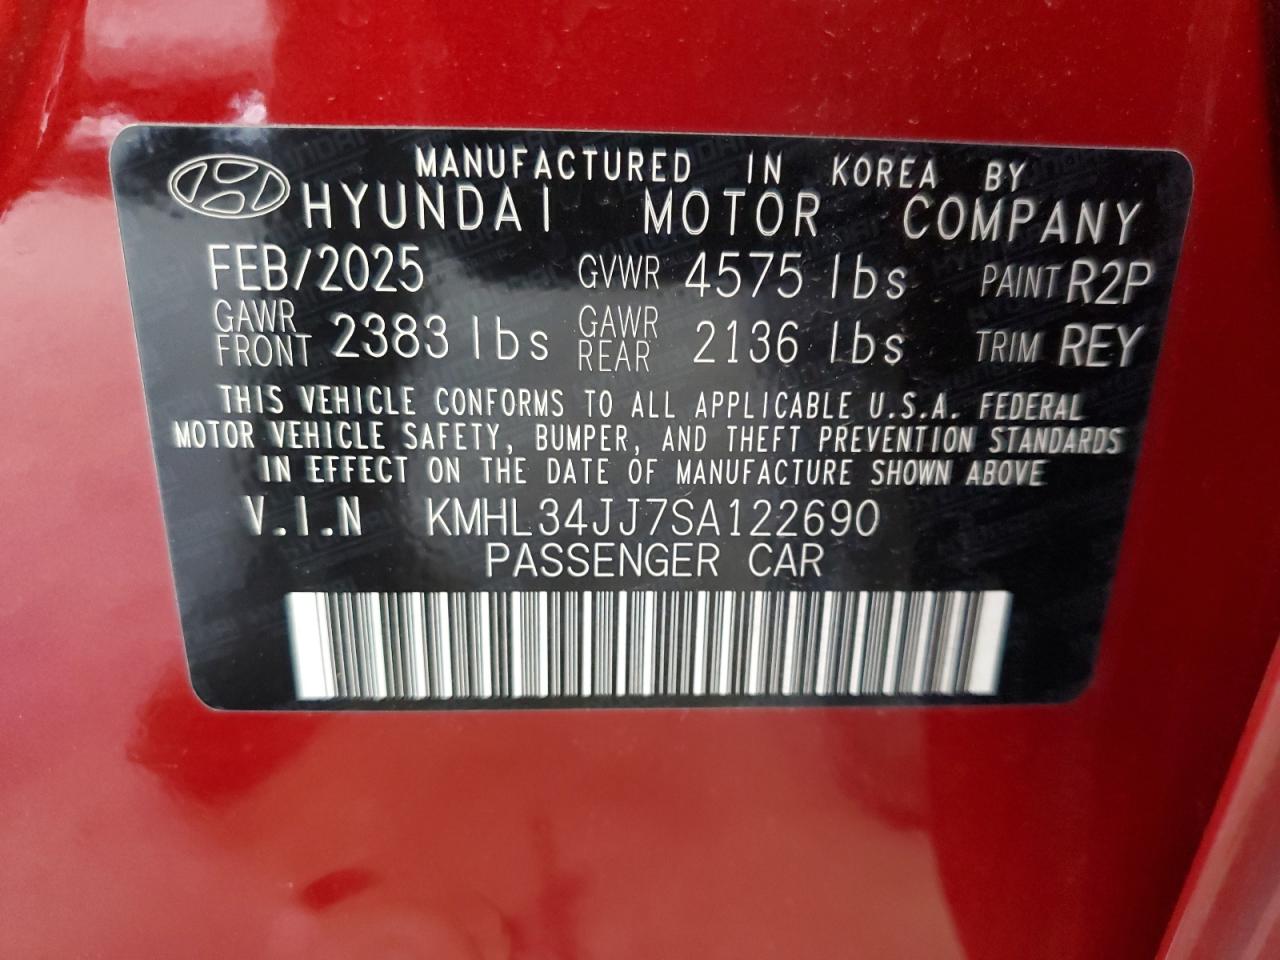 MANUFACTURED IN KOREA BY
HYUNDAI MOTOR COMPANY
FEB/2025 GVWR 4575 lbs PAINT R2P
GAWR FRONT 2383 lbs GAWR REAR 2136 lbs TRIM REY
THIS VEHICLE CONFORMS TO ALL APPLICABLE U.S.A. FEDERAL
MOTOR VEHICLE SAFETY, BUMPER, AND THEFT PREVENTION STANDARDS
IN EFFECT ON THE DATE OF MANUFACTURE SHOWN ABOVE
V.I.N KMHL34JJ7SA122690
PASSENGER CAR